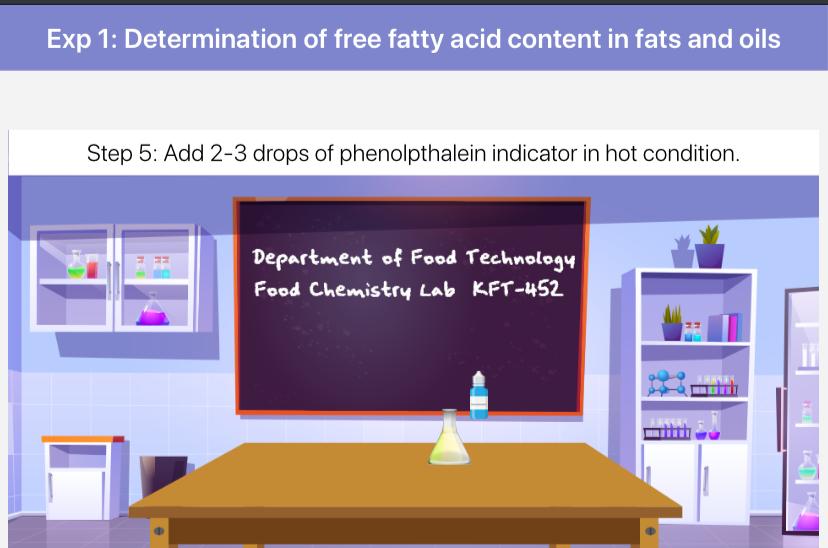 Exp 1: Determination of free fatty acid content in fats and oils
Step 5: Add 2-3 drops of phenolpthalein indicator in hot condition.
Department of Food Technology
Food Chemistry Lab KFT-452